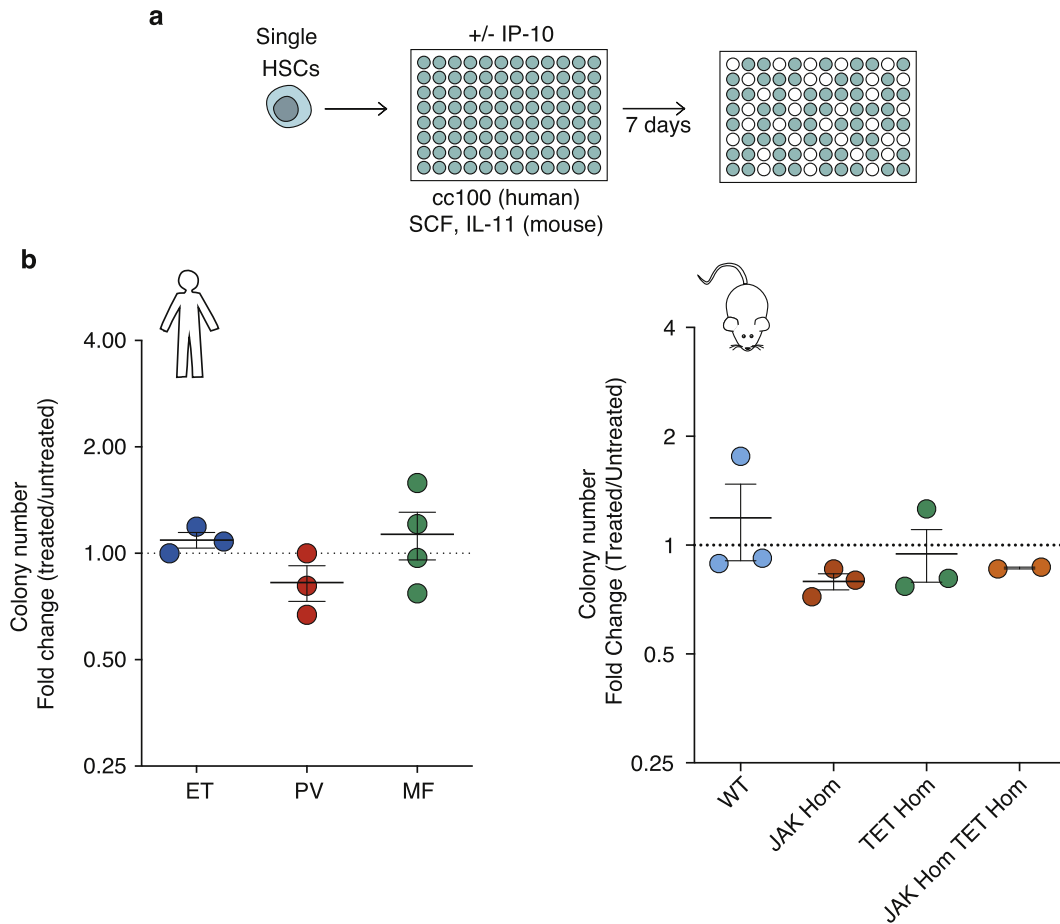 a
Single
HSCs
+/- IP-10
7 days
cc100 (human)
SCF, IL-11 (mouse)
b
Colony number
Fold change (treated/untreated)
4.00
2.00
1.00
0.50
0.25
ET
PV
MF
Colony number
Fold Change (Treated/Untreated)
4
2
1
0.5
0.25
WT
JAK Hom
TET Hom
JAK Hom TET Hom